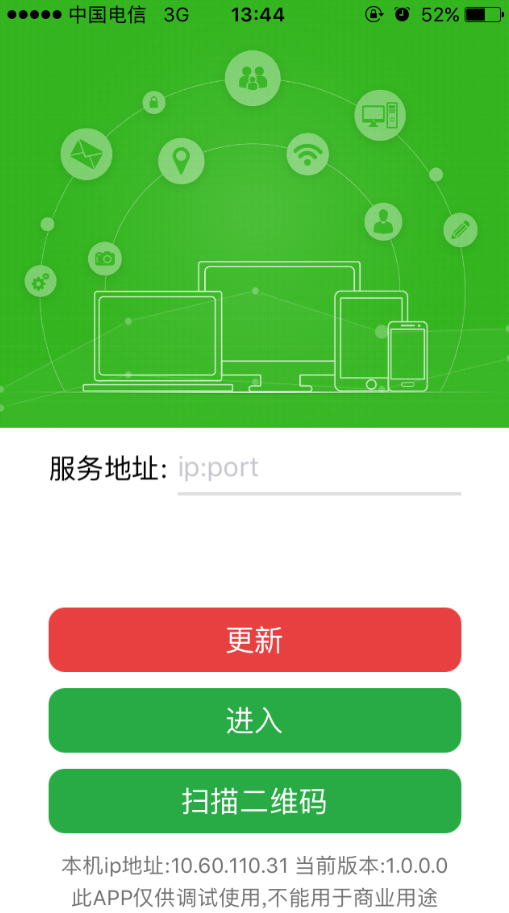 中国电信 3G 13:44 52%
服务地址: ip:port
更新
进入
扫描二维码
本机ip地址:10.60.110.31 当前版本:1.0.0.0
此APP仅供调试使用,不能用于商业用途